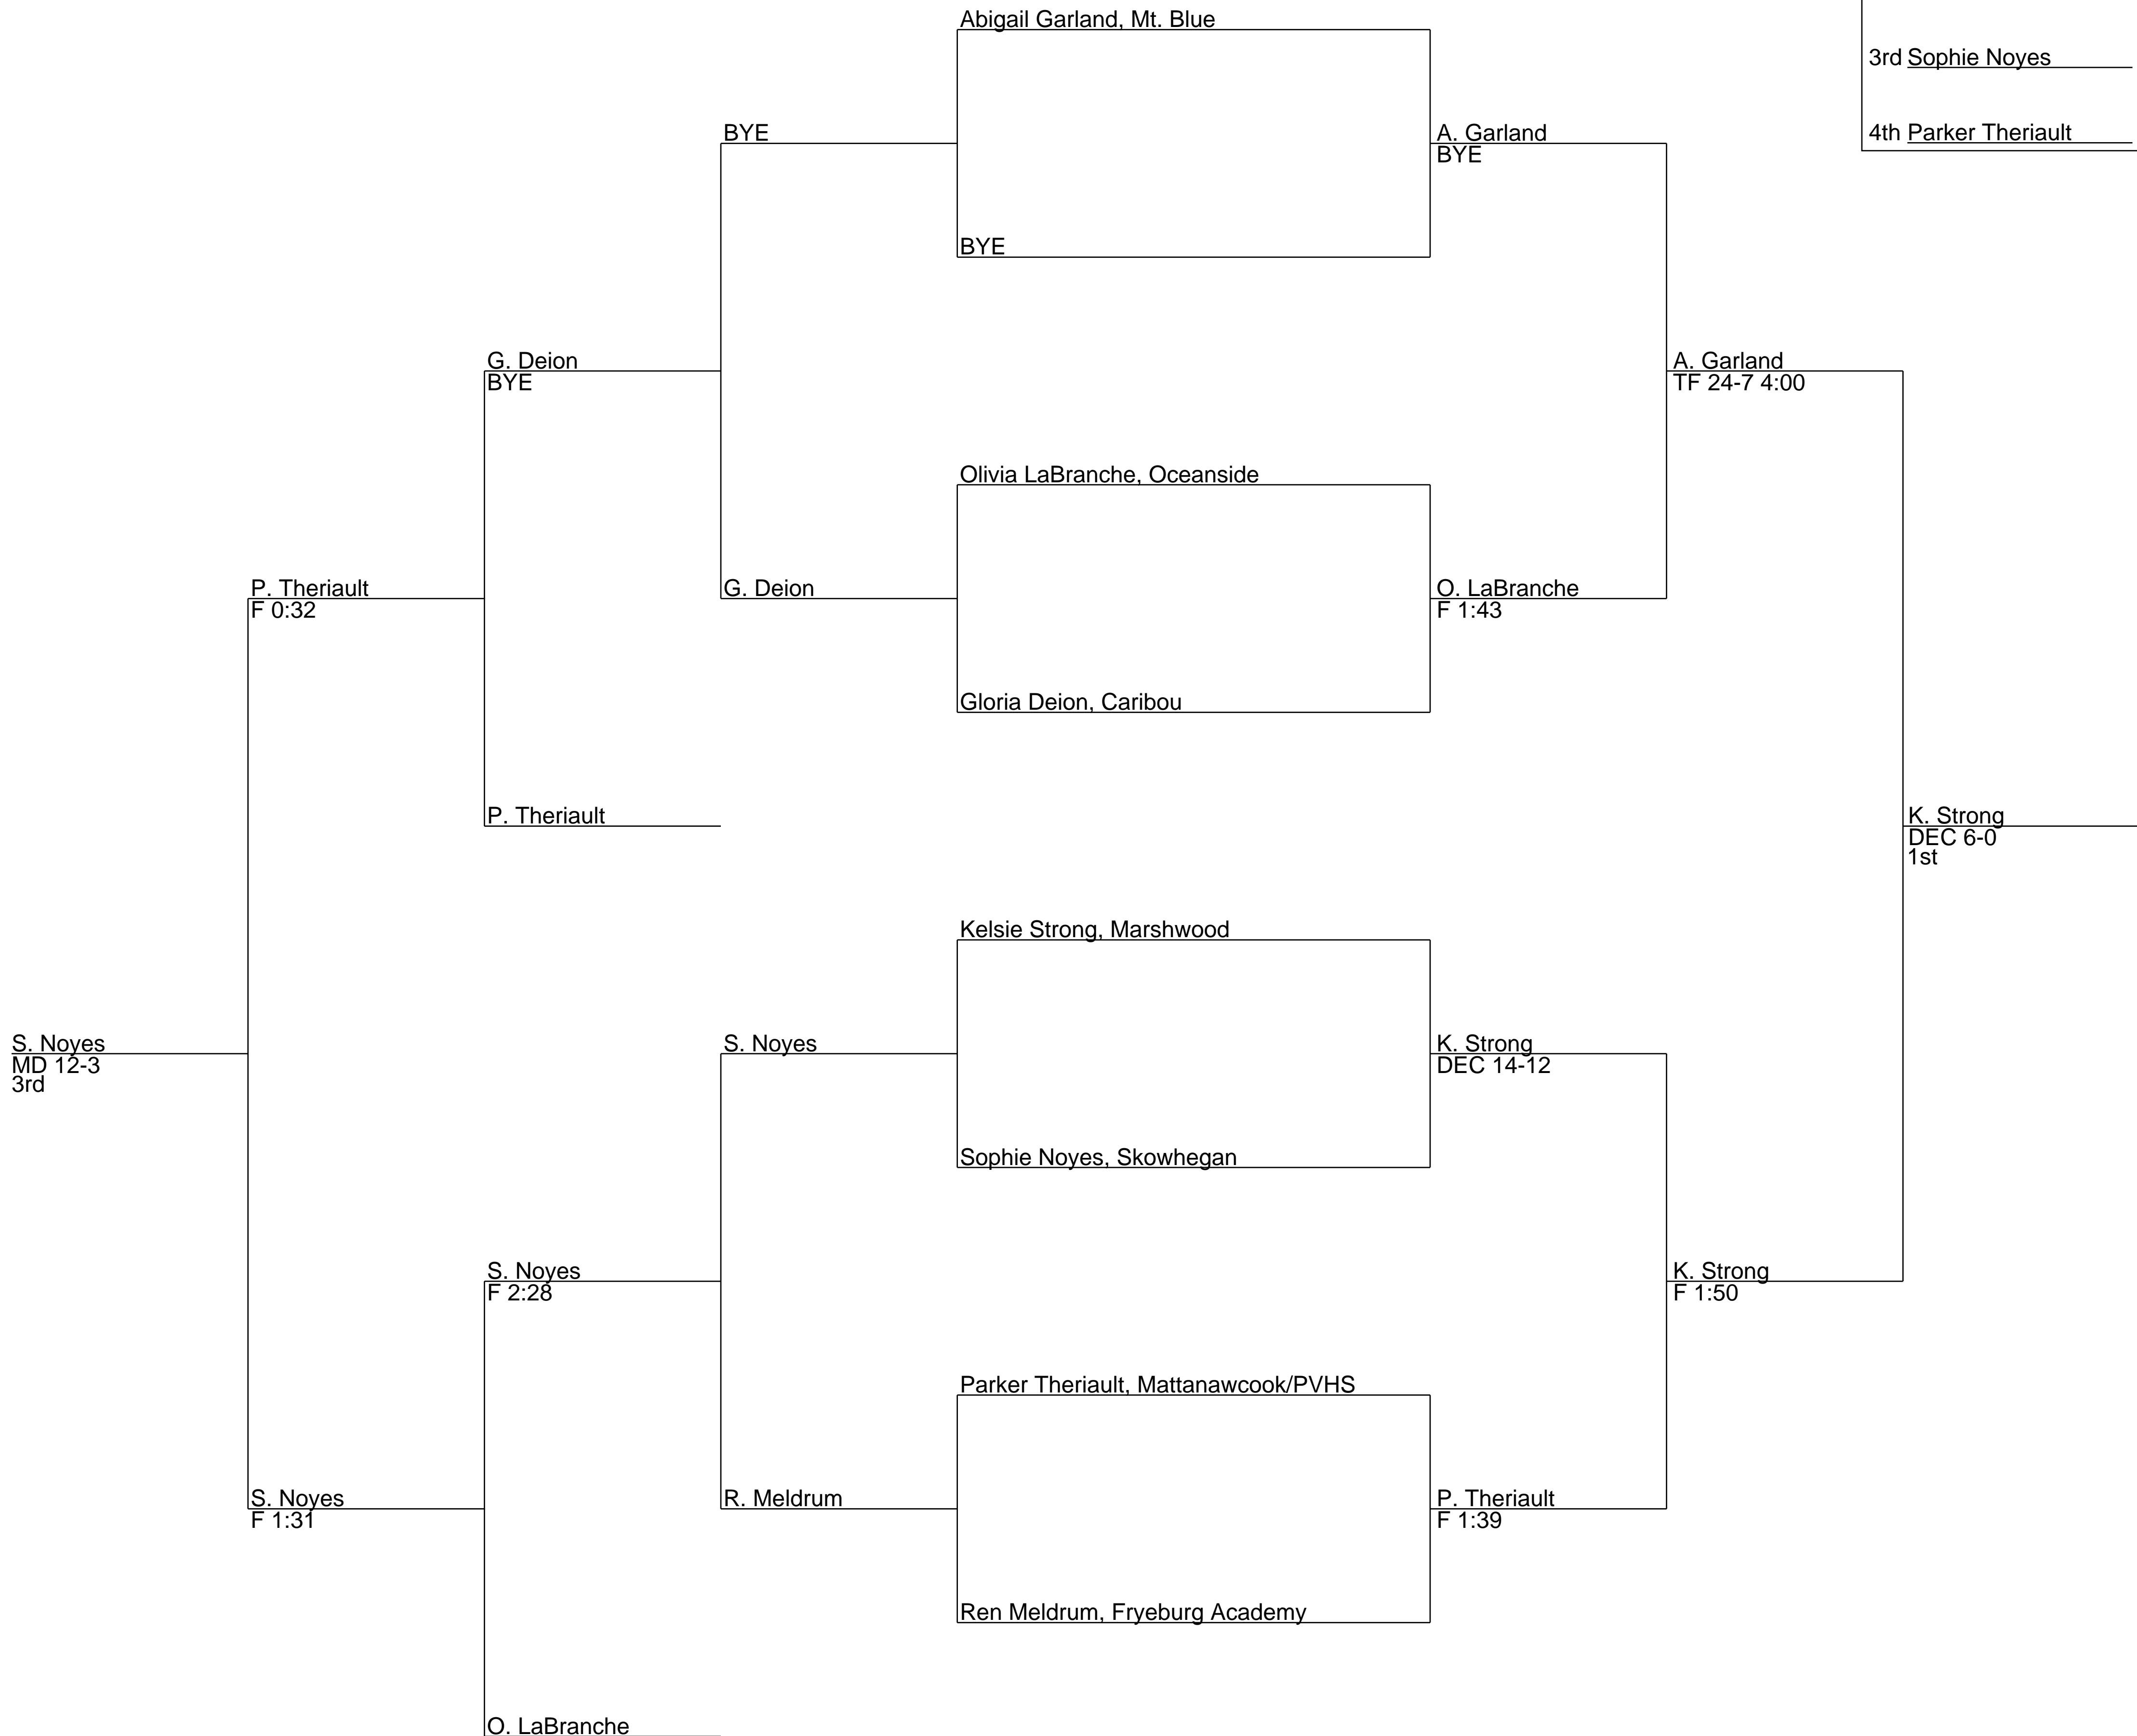 Abigail Garland, Mt. Blue
3rd Sophie Noyes
BYE
A. Garland
BYE
4th Parker Theriault
BYE
G. Deion
BYE
A. Garland
TF 24-7 4:00
Olivia LaBranche, Oceanside
P. Theriault
F 0:32
G. Deion
O. LaBranche
F 1:43
Gloria Deion, Caribou
P. Theriault
K. Strong
DEC 6-0
1st
Kelsie Strong, Marshwood
S. Noyes
MD 12-3
3rd
S. Noyes
K. Strong
DEC 14-12
Sophie Noyes, Skowhegan
S. Noyes
F 2:28
K. Strong
F 1:50
Parker Theriault, Mattanawcook/PVHS
S. Noyes
F 1:31
R. Meldrum
P. Theriault
F 1:39
Ren Meldrum, Fryeburg Academy
O. LaBranche